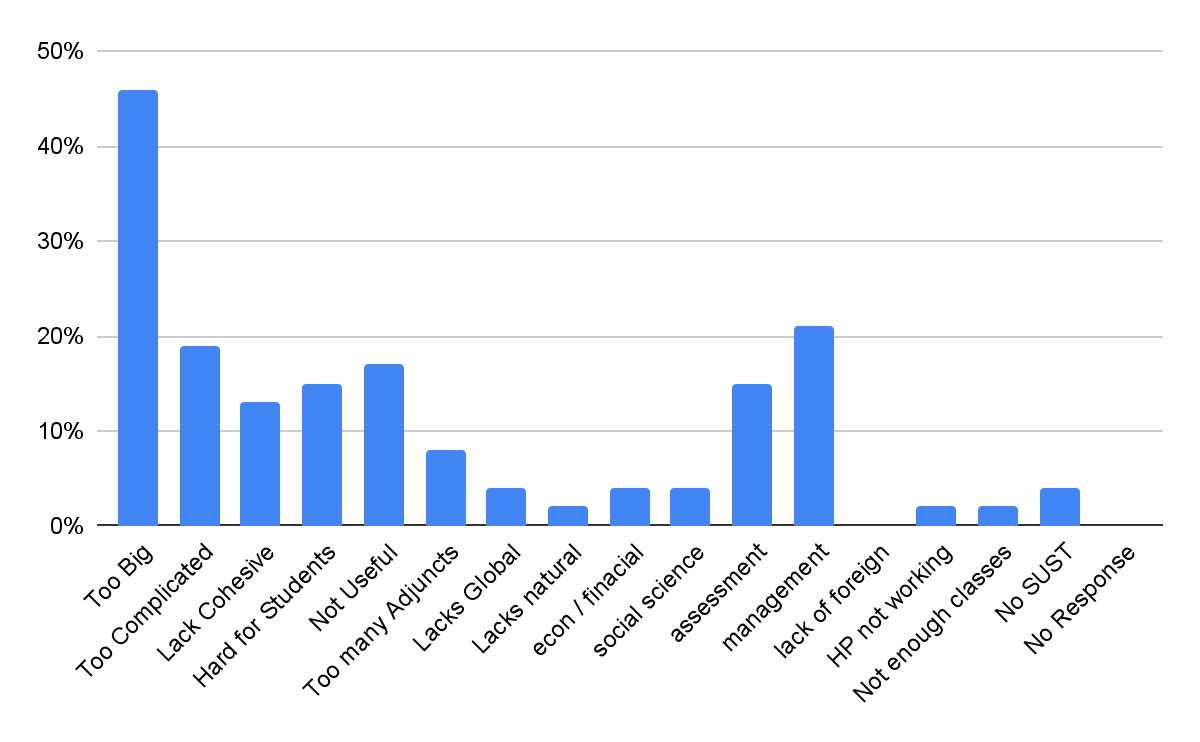 50%
40%
30%
20%
10%
0%
Too Big
Too Complicated
Lack Cohesive
Hard for Students
Not Useful
Too many Adjuncts
Lacks Global
Lacks natural
econ / finacial
social science
assessment
management
lack of foreign
HP not working
Not enough classes
No SUST
No Response